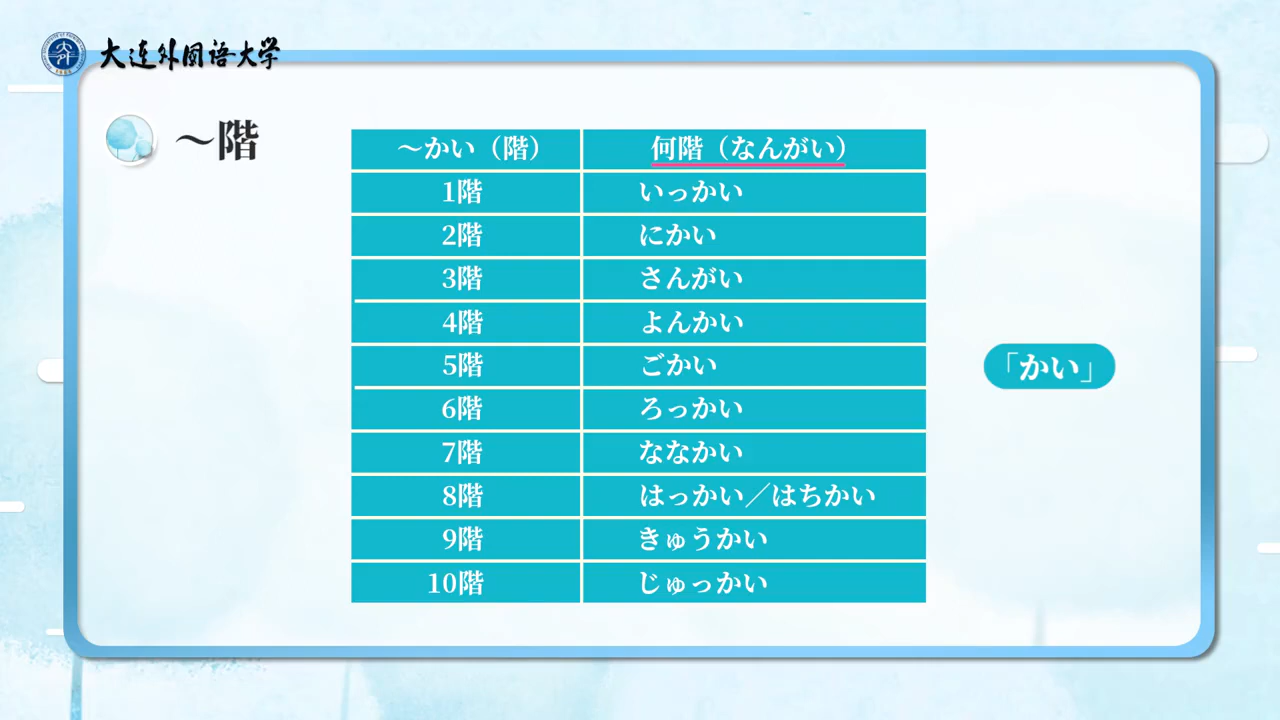 大连外国语大学
～階
～かい（階） 何階（なんがい）
1階 いっかい
2階 にかい
3階 さんがい
4階 よんかい
5階 ごかい
6階 ろっかい
7階 ななかい
8階 はっかい／はちかい
9階 きゅうかい
10階 じゅっかい
「かい」